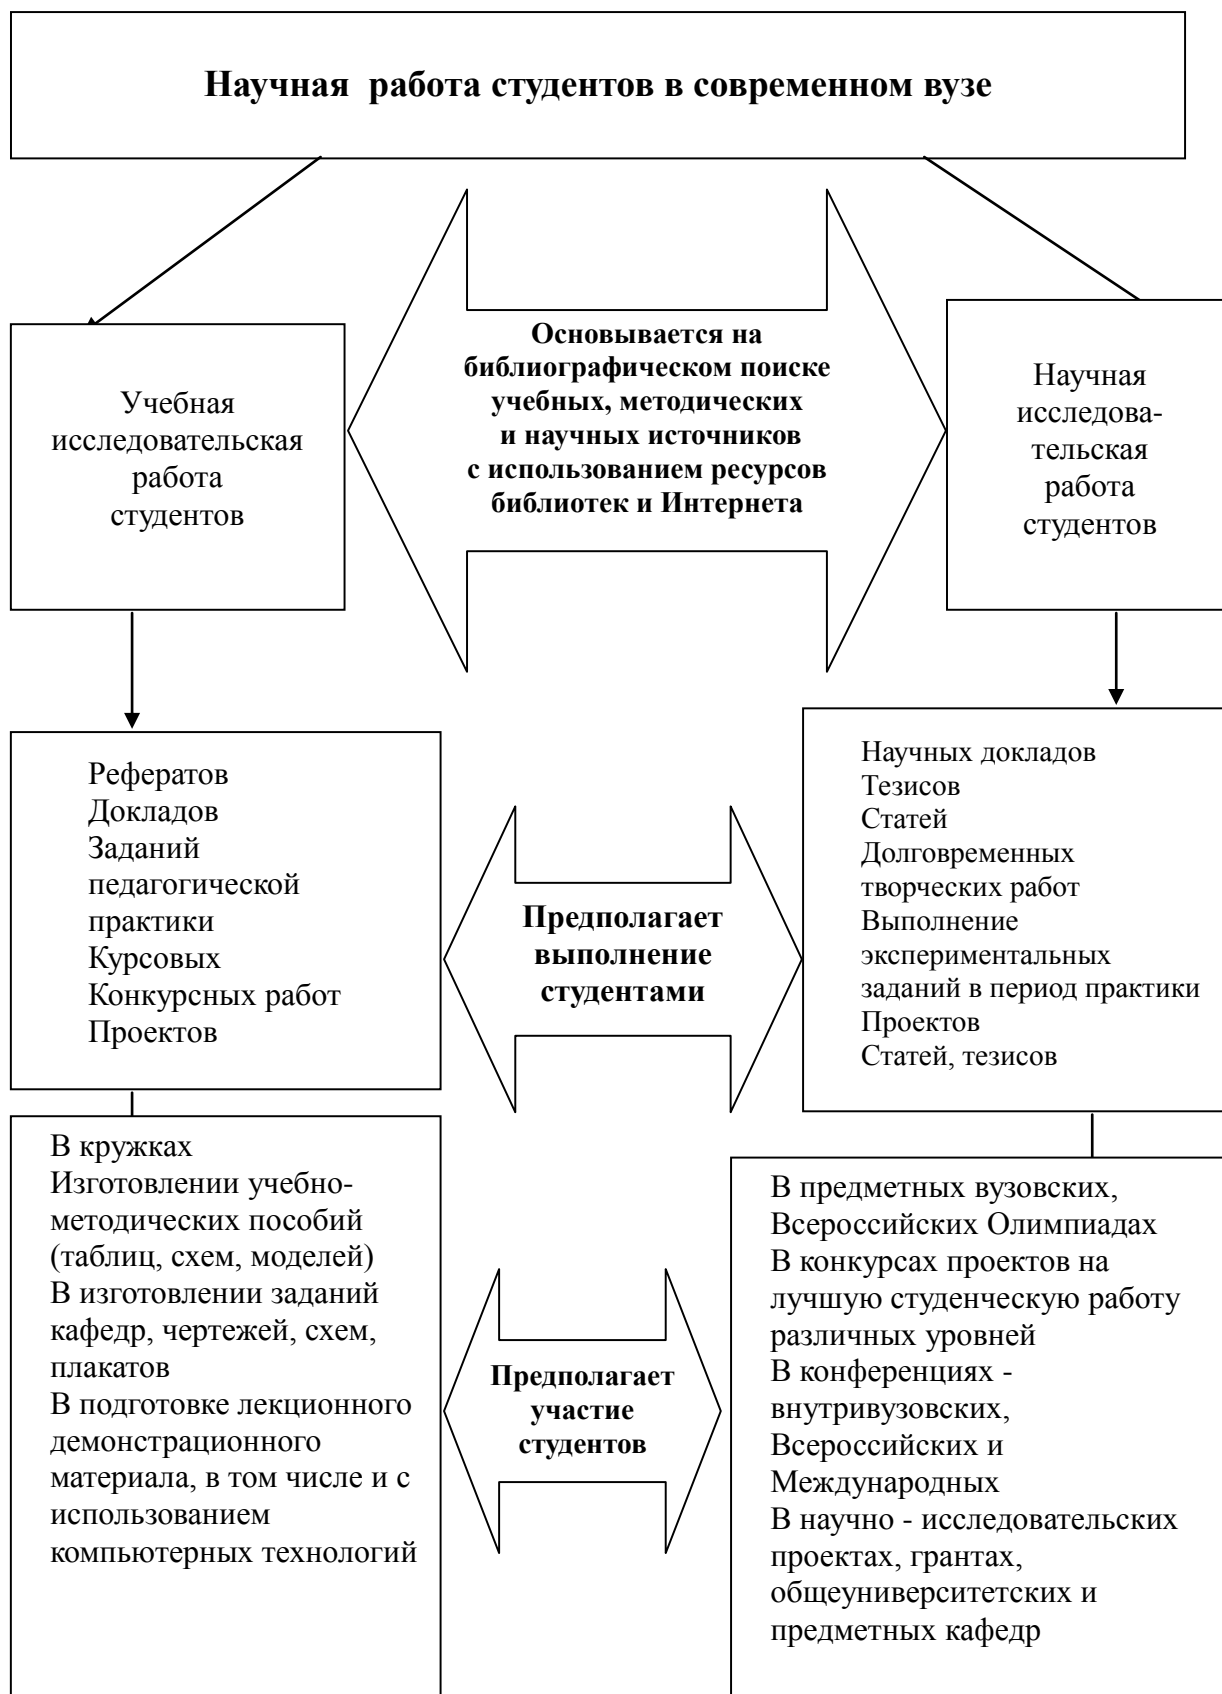 Научная работа студентов в современном вузе
Основывается на
библиографическом поиске
учебных, методических
и научных источников
с использованием ресурсов
библиотек и Интернета
Учебная
исследовательская
работа
студентов
Научная
исследова-
тельская
работа
студентов
Рефератов
Докладов
Заданий
педагогической
практики
Курсовых
Конкурсных работ
Проектов
Предполагает
выполнение
студентами
Научных докладов
Тезисов
Статей
Долговременных
творческих работ
Выполнение
экспериментальных
заданий в период практики
Проектов
Статей, тезисов
В кружках
Изготовлении учебно-
методических пособий
(таблиц, схем, моделей)
В изготовлении заданий
кафедр, чертежей, схем,
плакатов
В подготовке лекционного
демонстрационного
материала, в том числе и с
использованием
компьютерных технологий
Предполагает
участие
студентов
В предметных вузовских,
Всероссийских Олимпиадах
В конкурсах проектов на
лучшую студенческую работу
различных уровней
В конференциях -
внутривузовских,
Всероссийских и
Международных
В научно - исследовательских
проектах, грантах,
общеуниверситетских и
предметных кафедр